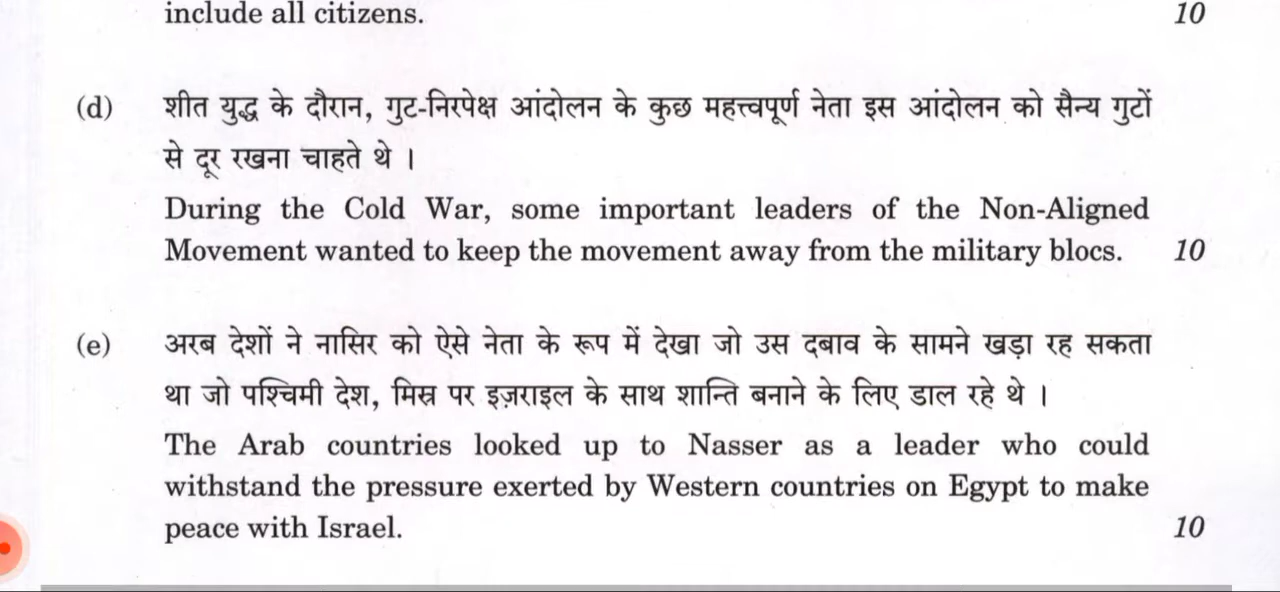 include all citizens. 10
(d) शीत युद्ध के दौरान, गुट-निरपेक्ष आंदोलन के कुछ महत्त्वपूर्ण नेता इस आंदोलन को सैन्य गुटों
से दूर रखना चाहते थे ।
During the Cold War, some important leaders of the Non-Aligned
Movement wanted to keep the movement away from the military blocs. 10
(e) अरब देशों ने नासिर को ऐसे नेता के रूप में देखा जो उस दबाव के सामने खड़ा रह सकता
था जो पश्चिमी देश, मिस्र पर इज़राइल के साथ शान्ति बनाने के लिए डाल रहे थे ।
The Arab countries looked up to Nasser as a leader who could
withstand the pressure exerted by Western countries on Egypt to make
peace with Israel. 10